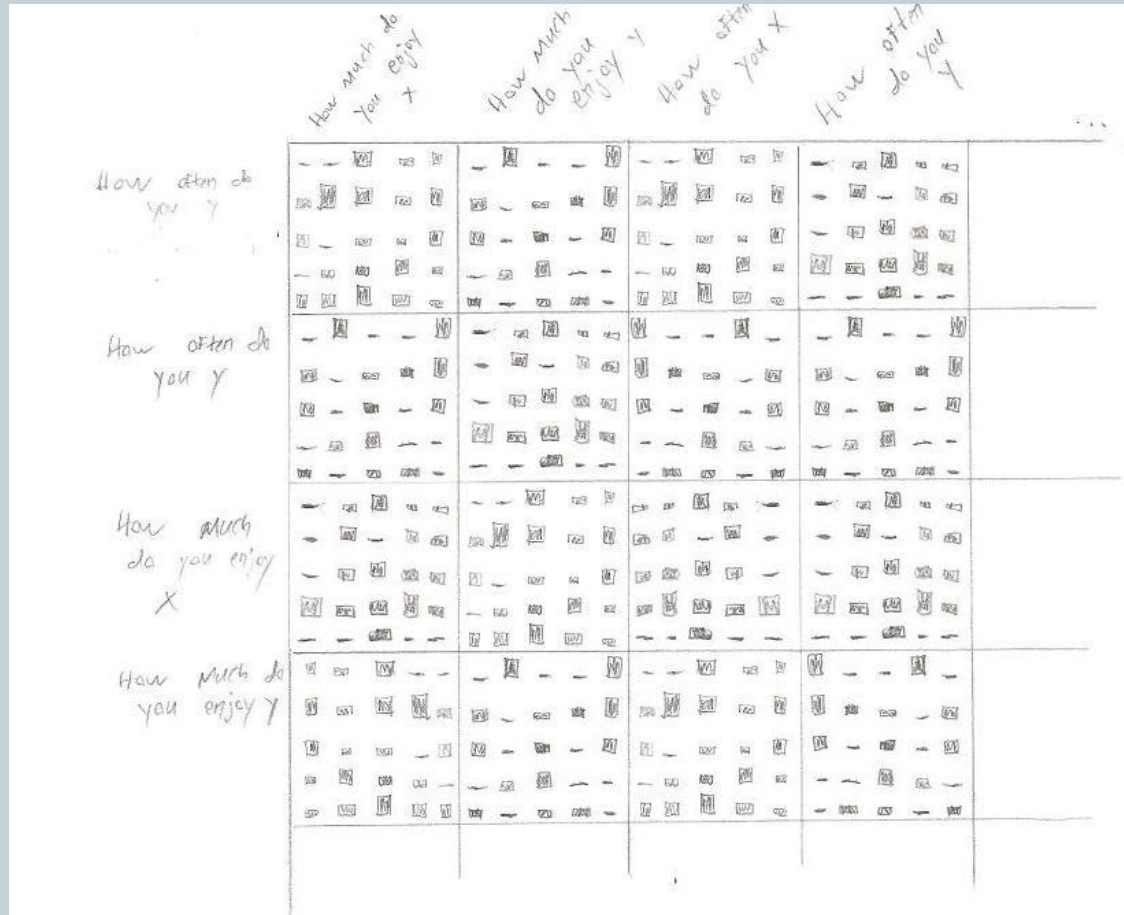 How much do
you enjoy
X
How much
do you
enjoy Y
How often
do you X
How often
do you
Y
...
How often do
you Y
How often do
you Y
How much
do you enjoy
X
How much do
you enjoy Y